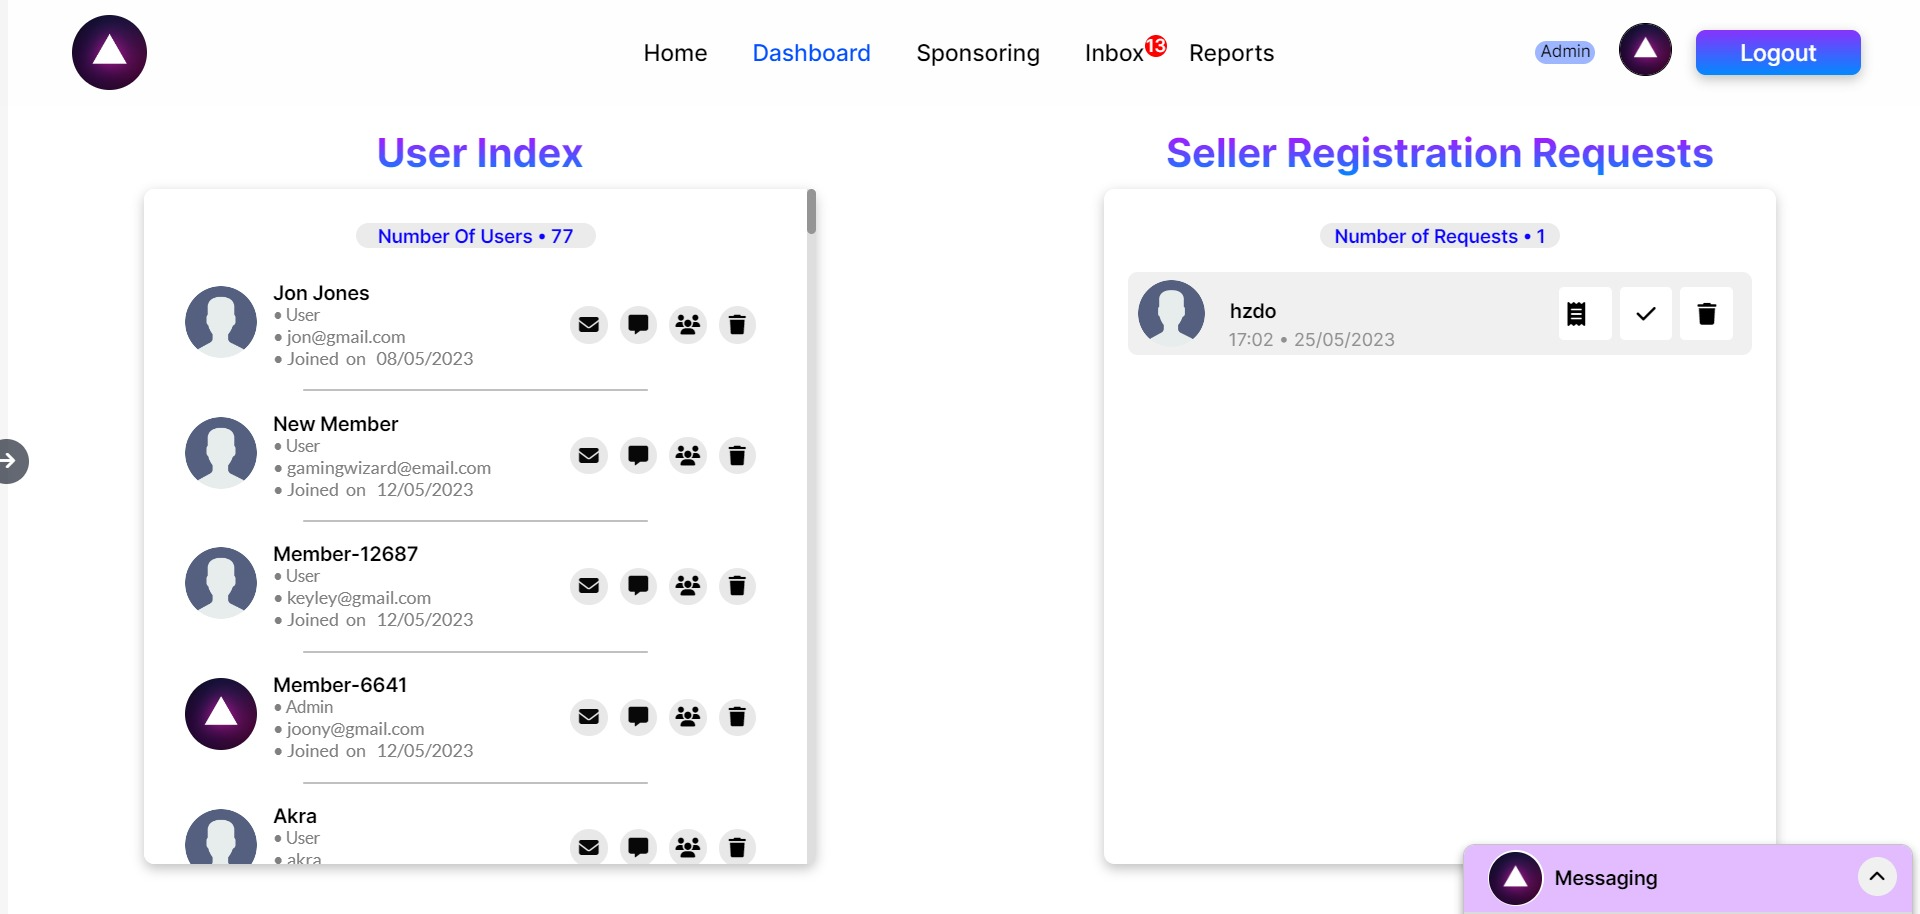 Home Dashboard Sponsoring Inbox 13 Reports Admin Logout
User Index
Number Of Users • 77
Jon Jones
• User
• jon@gmail.com
• Joined on 08/05/2023
New Member
• User
• gamingwizard@email.com
• Joined on 12/05/2023
Member-12687
• User
• keyley@gmail.com
• Joined on 12/05/2023
Member-6641
• Admin
• joony@gmail.com
• Joined on 12/05/2023
Akra
• User
• akra
Seller Registration Requests
Number of Requests • 1
hzdo
17:02 • 25/05/2023
Messaging